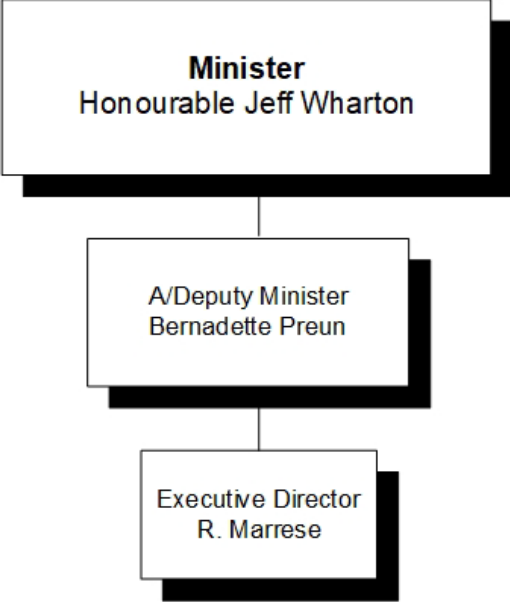 Minister
Honourable Jeff Wharton
A/Deputy Minister
Bernadette Preun
Executive Director
R. Marrese